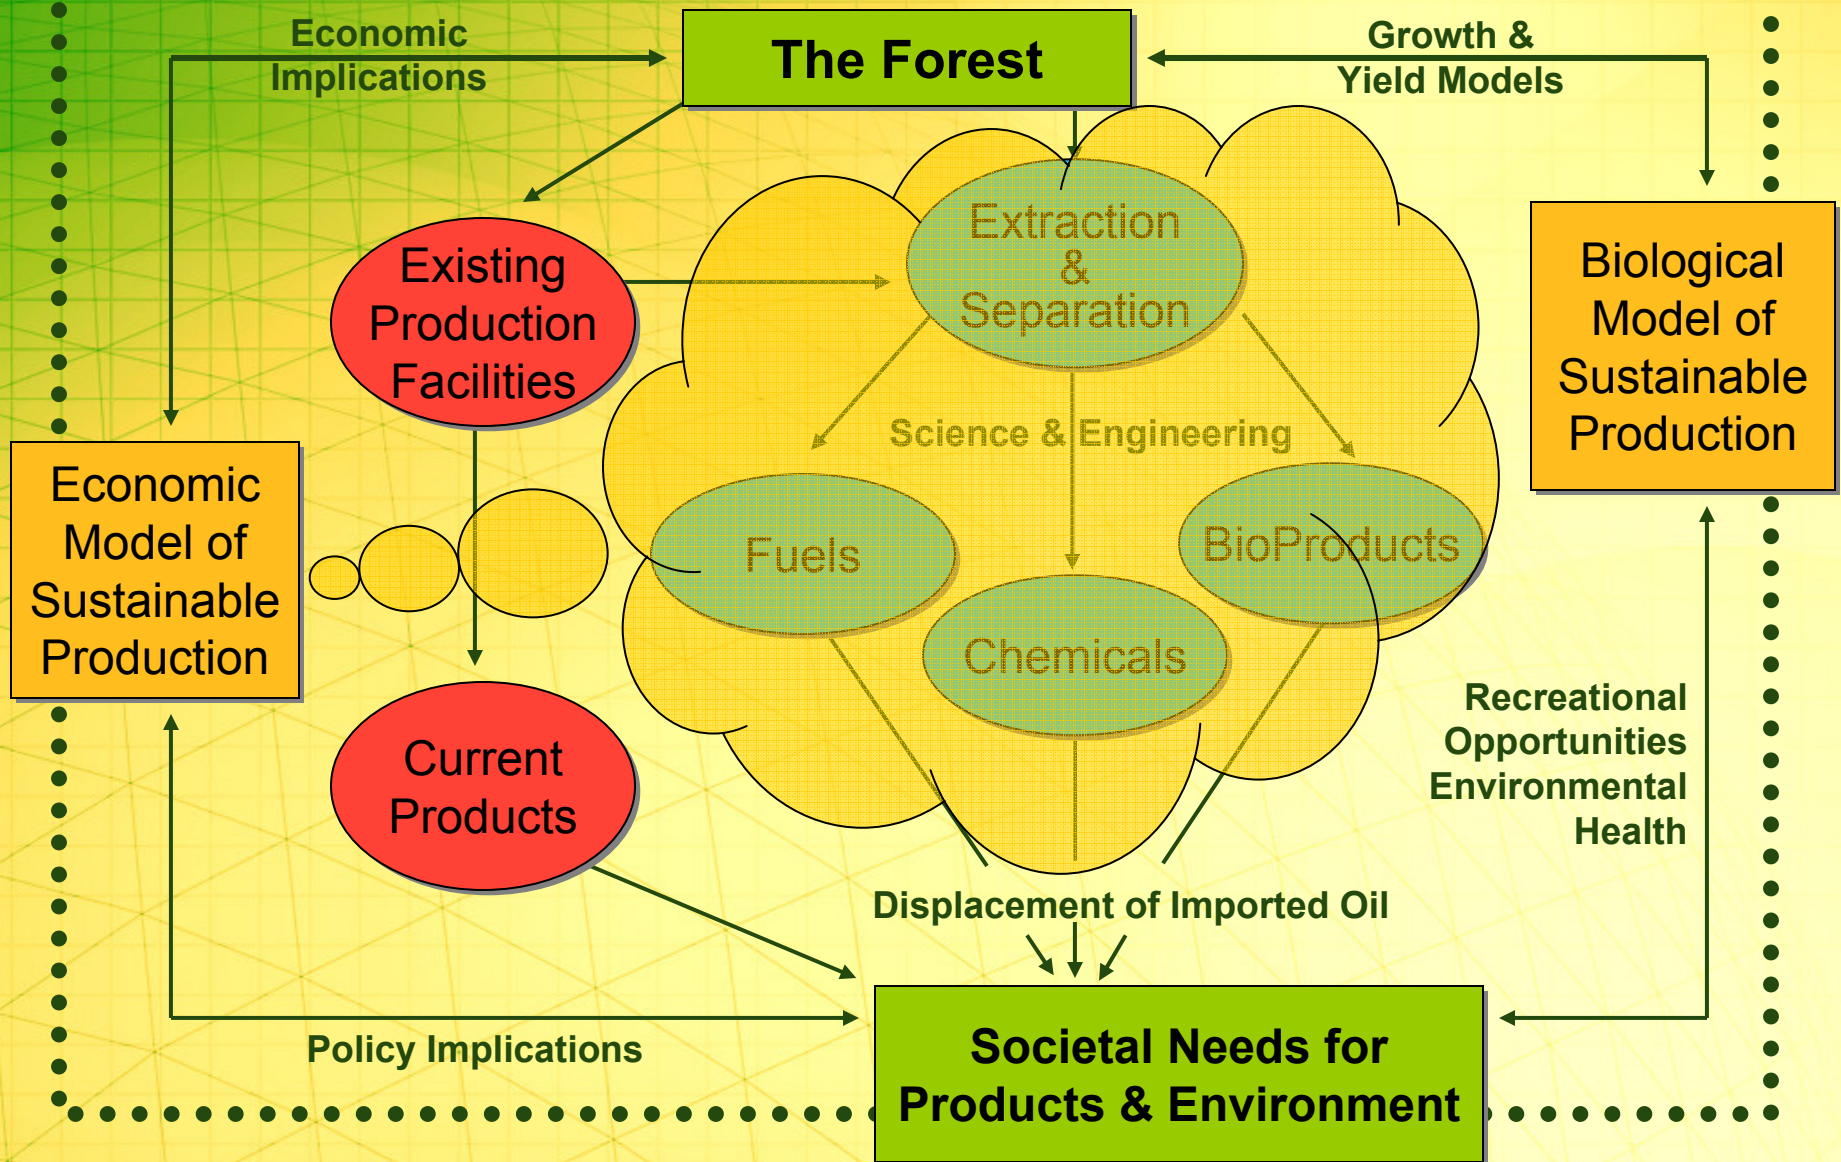 Economic
Implications
The Forest
Growth &
Yield Models
Existing
Production
Facilities
Extraction
&
Separation
Biological
Model of
Sustainable
Production
Science & Engineering
Economic
Model of
Sustainable
Production
Fuels
BioProducts
Chemicals
Current
Products
Recreational
Opportunities
Environmental
Health
Displacement of Imported Oil
Policy Implications
Societal Needs for
Products & Environment